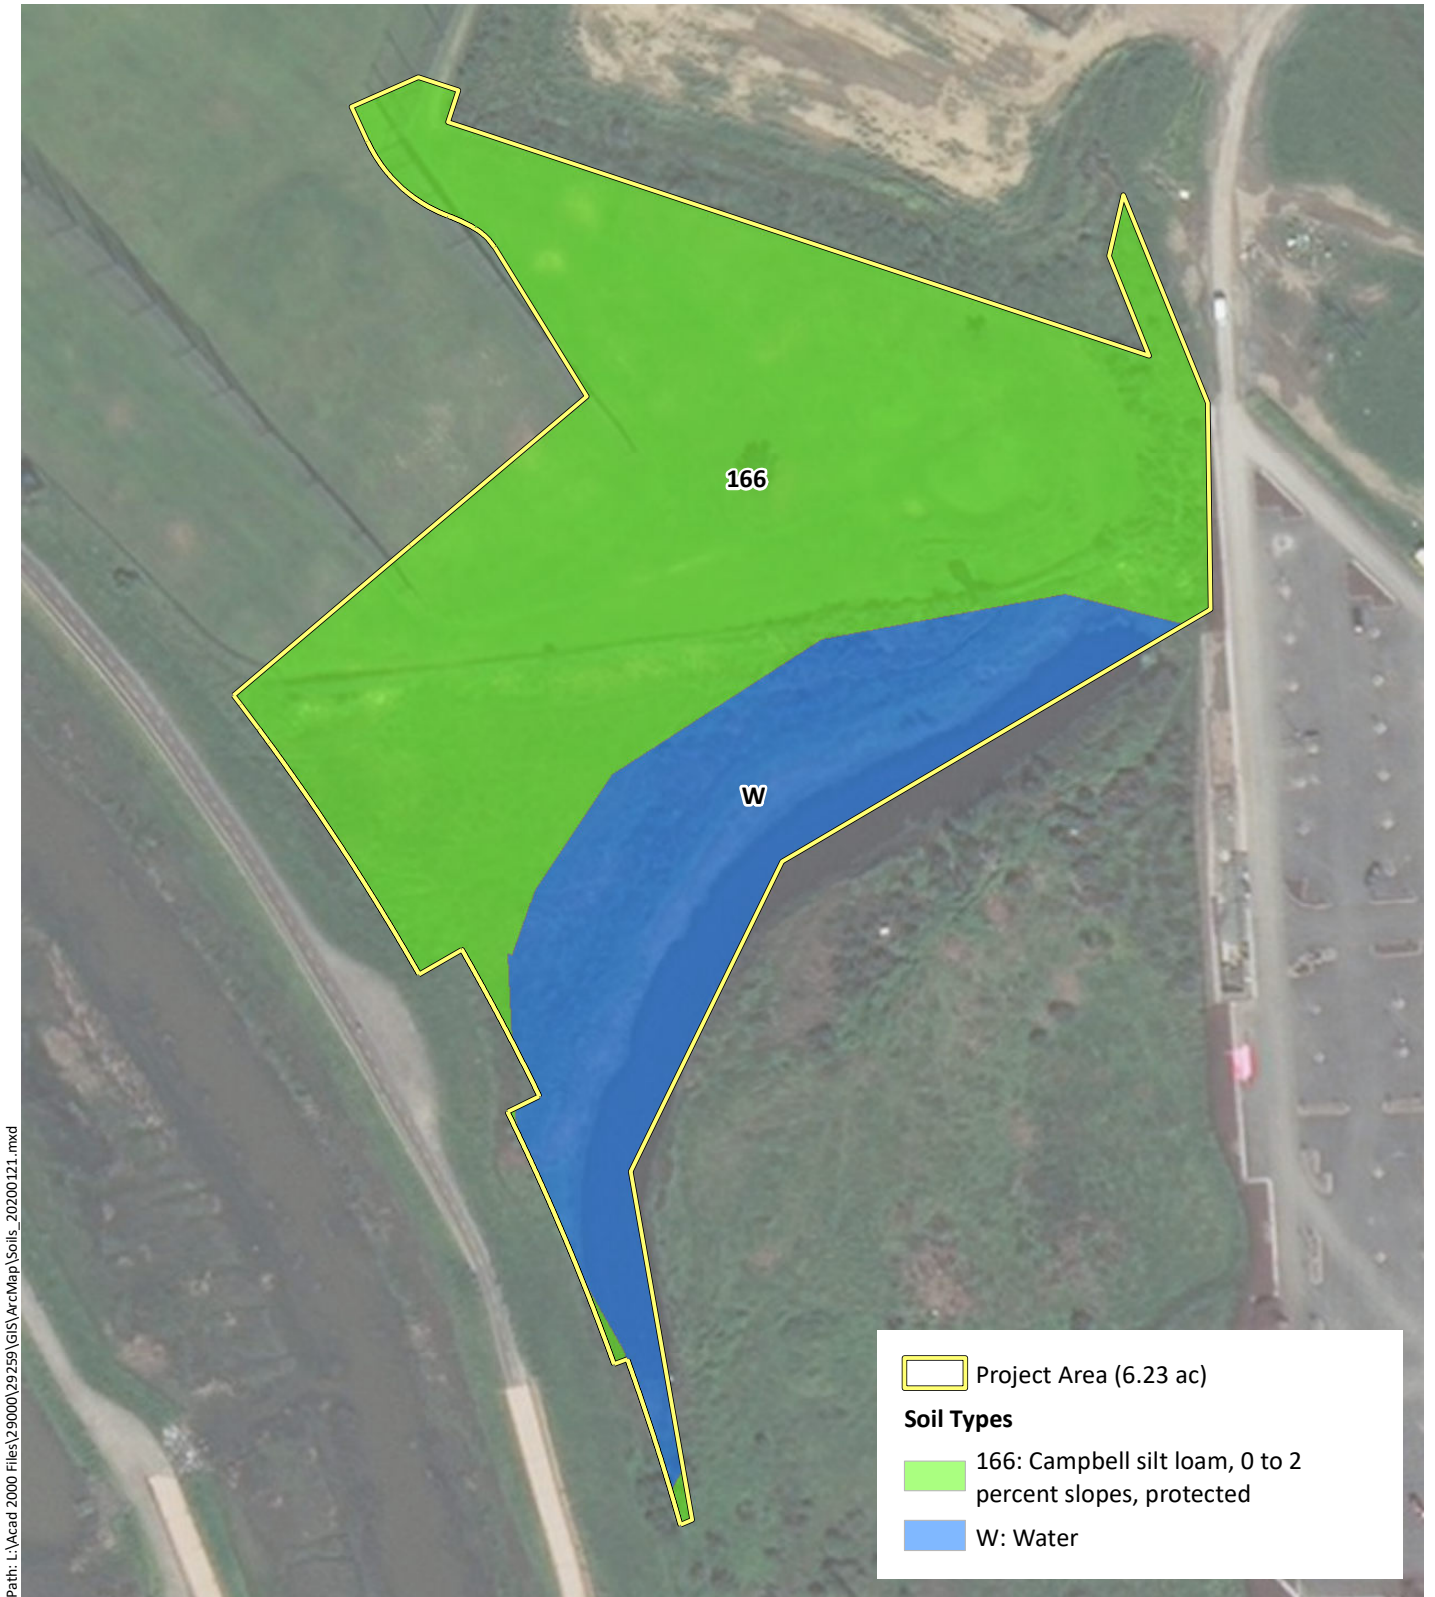 166
W
Project Area (6.23 ac)
Soil Types
166: Campbell silt loam, 0 to 2
percent slopes, protected
W: Water
Path: L:\Acad 2000 Files\29000\29259\GIS\ArcMap\Soils_20200121.mxd